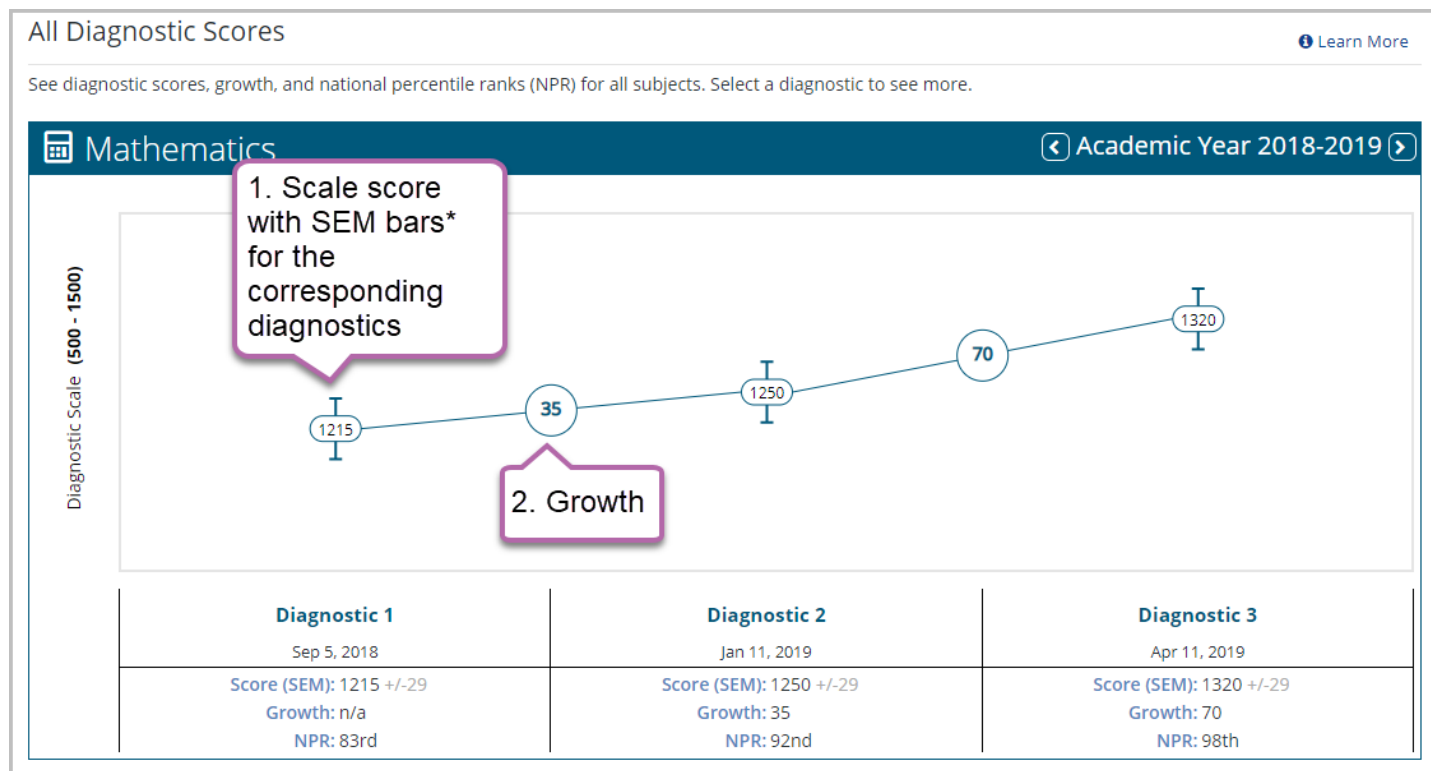 All Diagnostic Scores
Learn More
See diagnostic scores, growth, and national percentile ranks (NPR) for all subjects. Select a diagnostic to see more.
Mathematics
Academic Year 2018-2019
1. Scale score
with SEM bars*
for the
corresponding
diagnostics
Diagnostic Scale (500 - 1500)
1215
35
1250
70
1320
2. Growth
Diagnostic 1
Sep 5, 2018
Score (SEM): 1215 +/-29
Growth: n/a
NPR: 83rd
Diagnostic 2
Jan 11, 2019
Score (SEM): 1250 +/-29
Growth: 35
NPR: 92nd
Diagnostic 3
Apr 11, 2019
Score (SEM): 1320 +/-29
Growth: 70
NPR: 98th